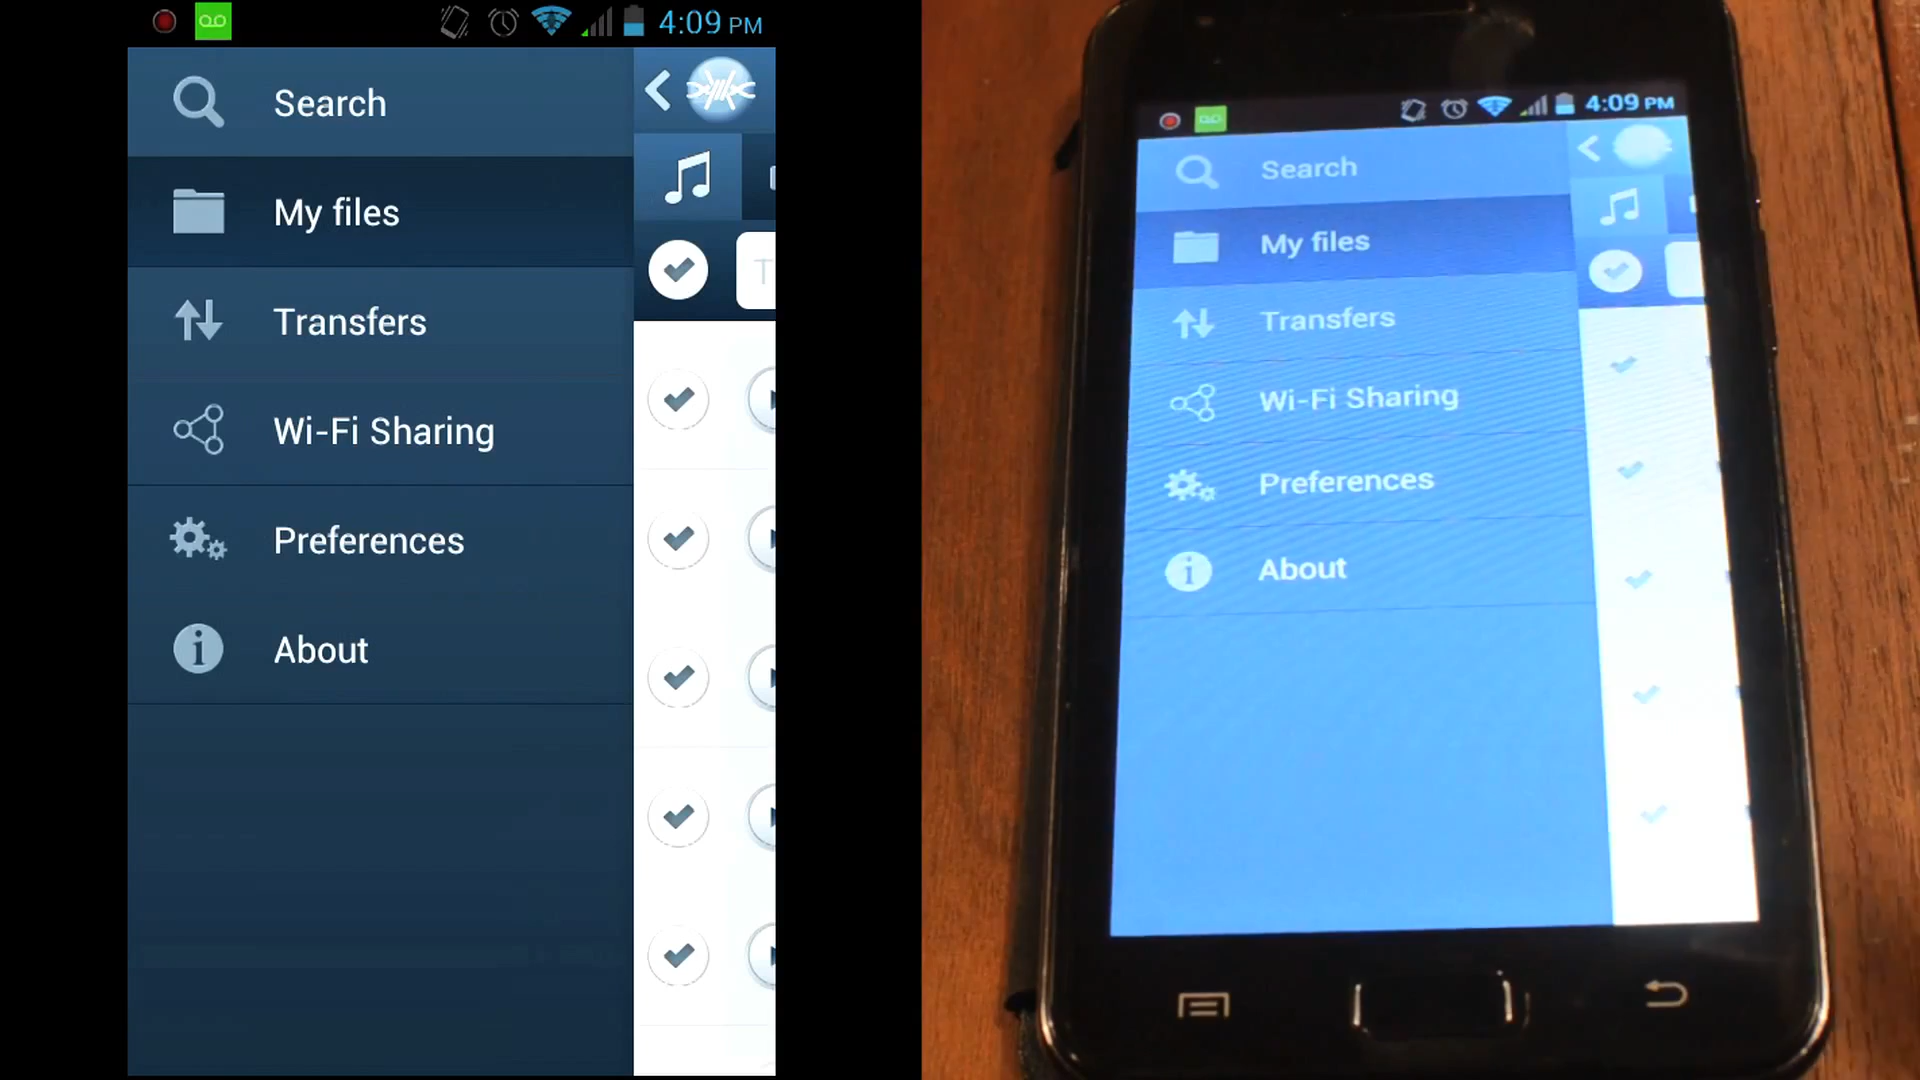 4:09 PM
Search
My files
T
Transfers
Wi-Fi Sharing
Preferences
About
4:09 PM
Search
My files
Transfers
Wi-Fi Sharing
Preferences
About